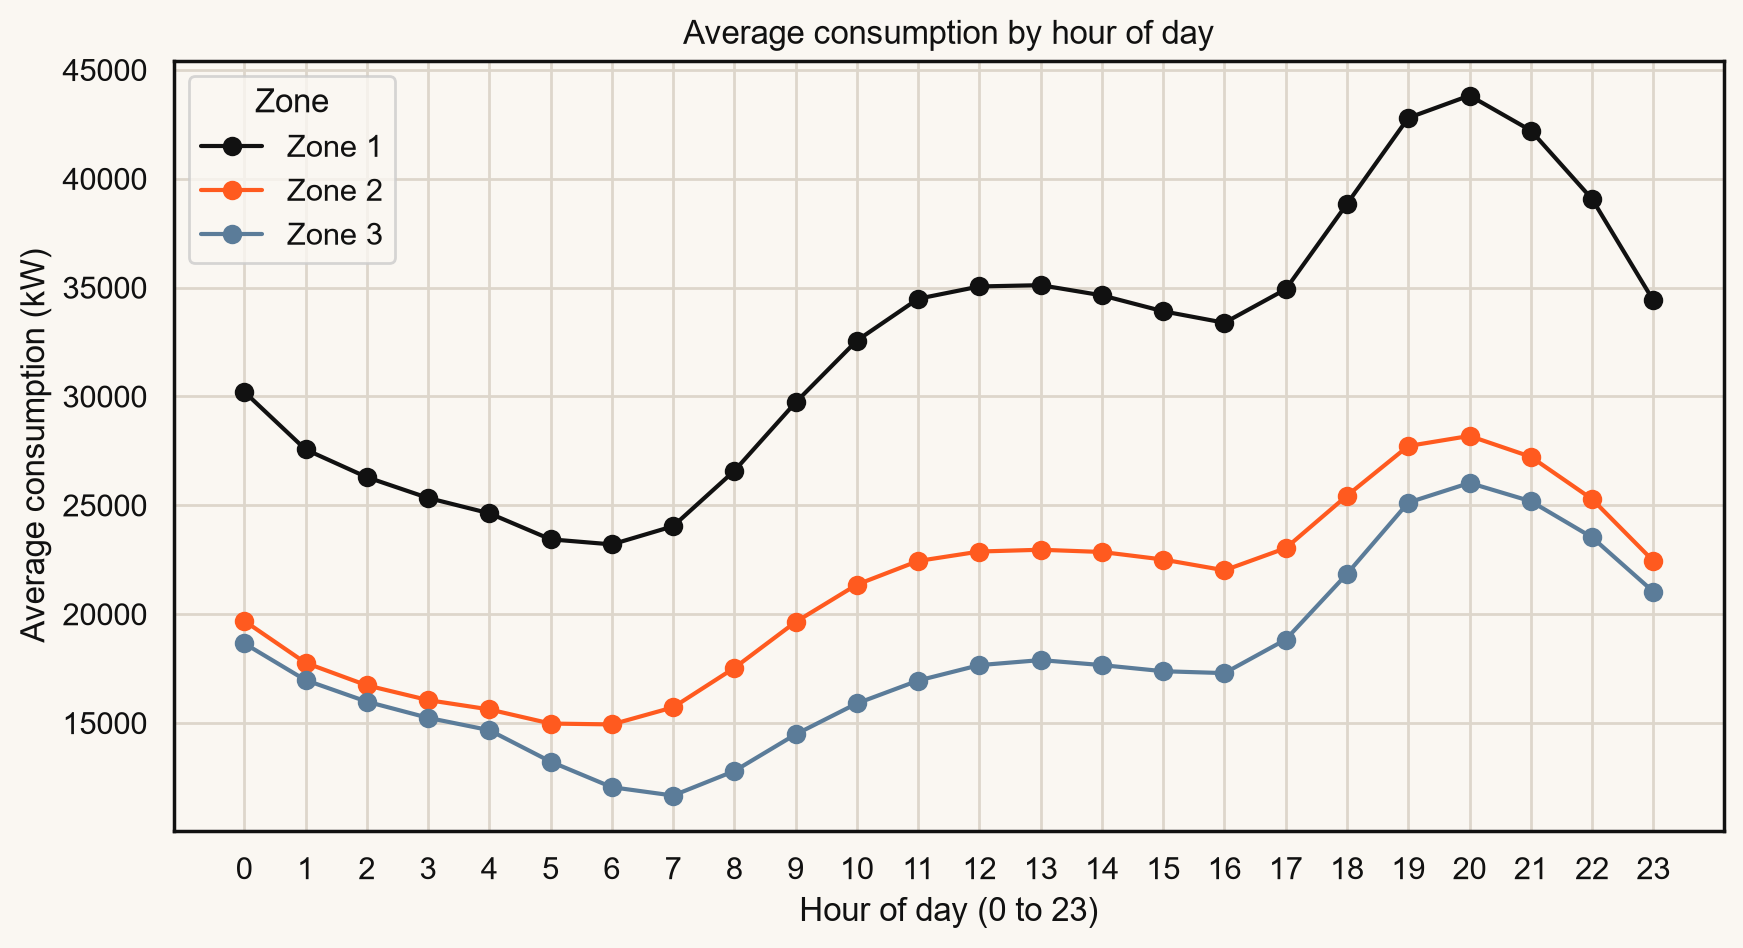 Average consumption by hour of day
45000
40000
35000
30000
25000
20000
15000
Average consumption (kW)
Zone
Zone 1
Zone 2
Zone 3
0 1 2 3 4 5 6 7 8 9 10 11 12 13 14 15 16 17 18 19 20 21 22 23
Hour of day (0 to 23)